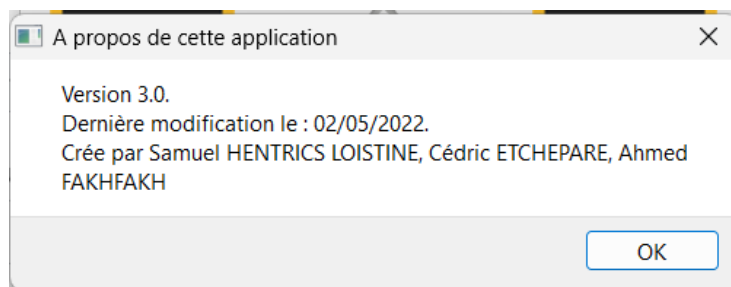 A propos de cette application
Version 3.0.
Dernière modification le : 02/05/2022.
Crée par Samuel HENTRICS LOISTINE, Cédric ETCHEPARE, Ahmed
FAKHFAKH
OK